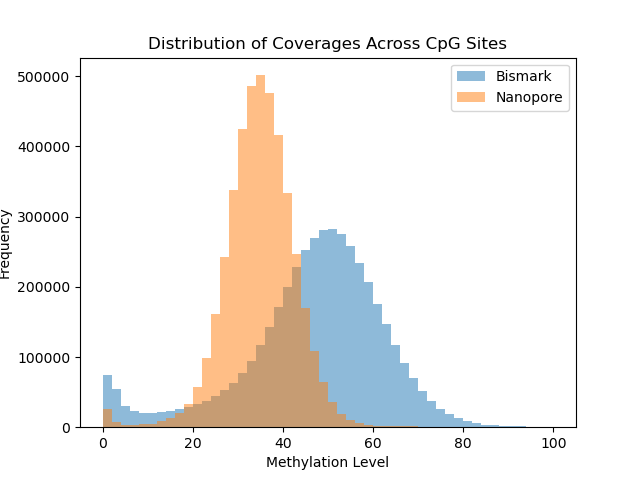 Distribution of Coverages Across CpG Sites
Bismark
Nanopore
Frequency
500000
400000
300000
200000
100000
0
0 20 40 60 80 100
Methylation Level